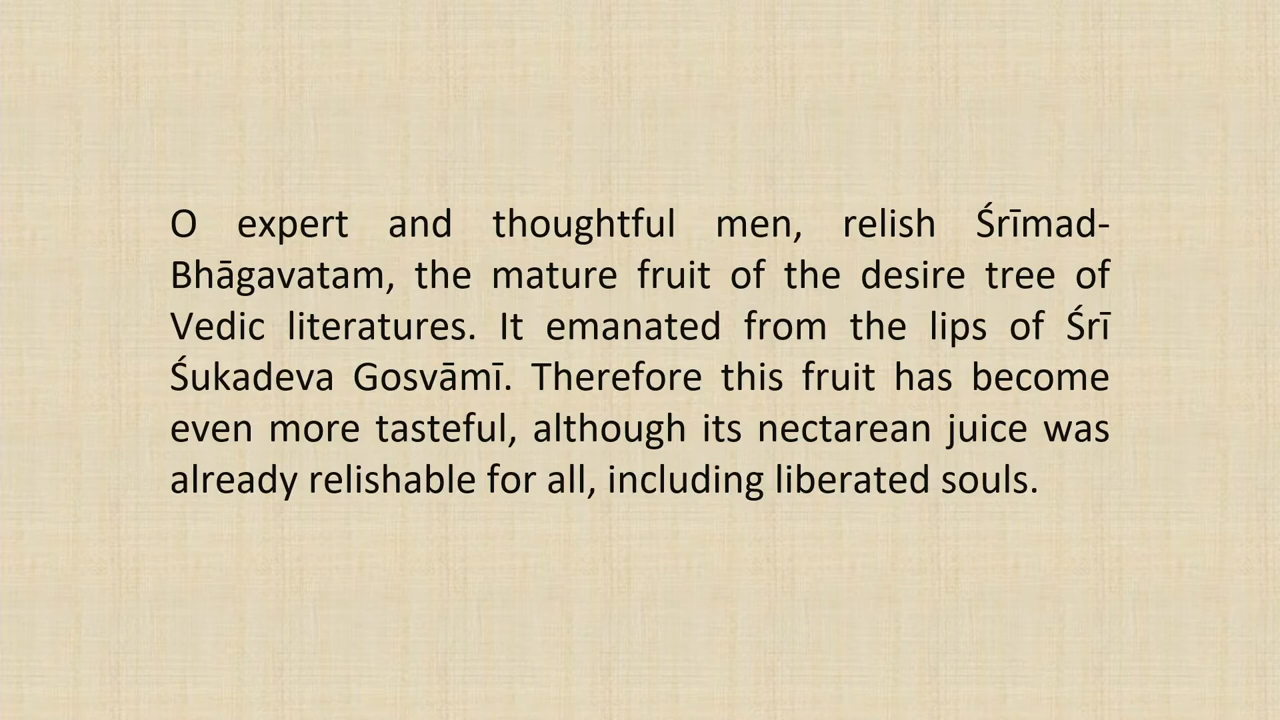 O expert and thoughtful men, relish Śrīmad-
Bhāgavatam, the mature fruit of the desire tree of
Vedic literatures. It emanated from the lips of Śrī
Śukadeva Gosvāmī. Therefore this fruit has become
even more tasteful, although its nectarean juice was
already relishable for all, including liberated souls.